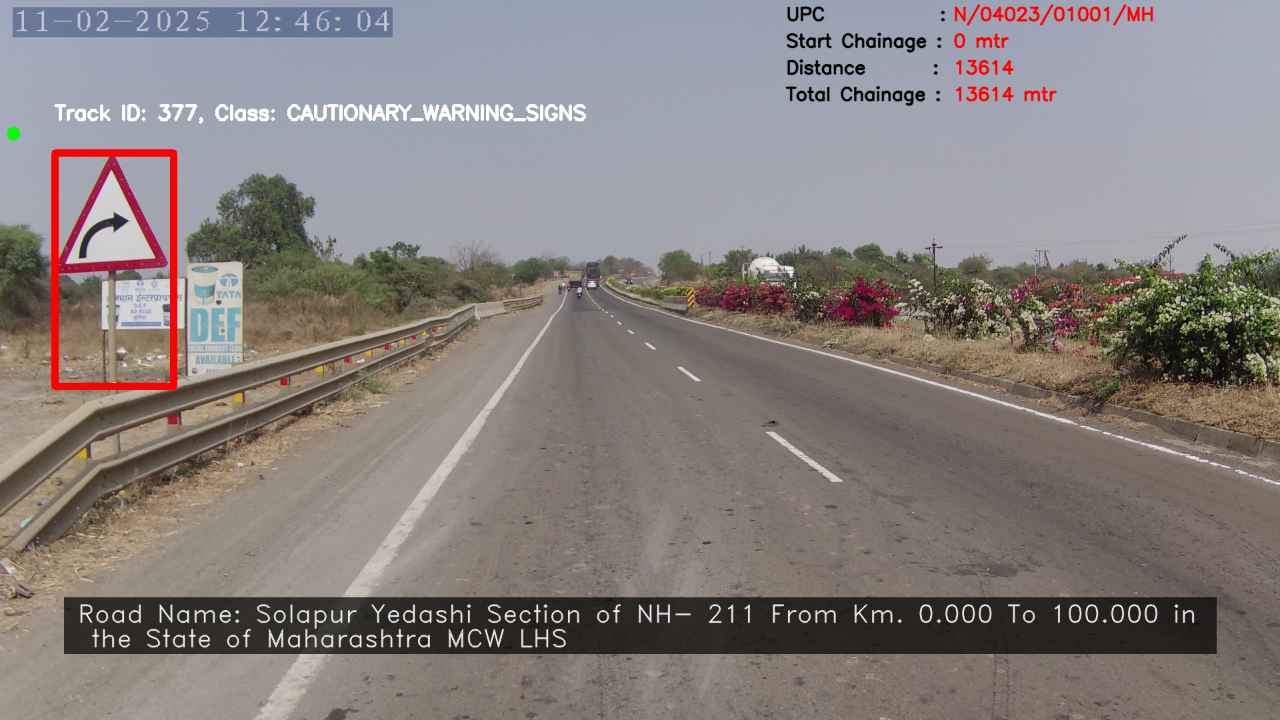 11-02-2025 12:46:04
UPC : N/04023/01001/MH
Start Chainage : 0 mtr
Distance : 13614
Total Chainage : 13614 mtr
Track ID: 377, Class: CAUTIONARY_WARNING_SIGNS
TATA
DEF
AVAILABLE
Road Name: Solapur Yedashi Section of NH- 211 From Km. 0.000 To 100.000 in
the State of Maharashtra MCW LHS